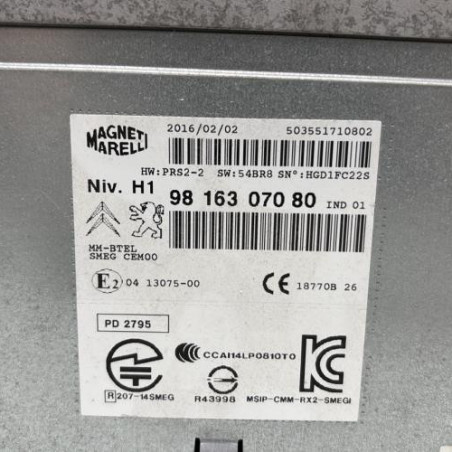 MAGNETI
MARELLI
2016/02/02 503551710802
HW:PRS2-2 SW:54BR8 SN°:HGD1FC22S
Niv. H1 98 163 070 80 IND 01
MM-BTEL
SMEG CEM00
E2 04 13075-00 CE 18770B 26
PD 2795
CCAH14LP0810T0
R 207-14SMEG R43998 MSIP-CMM-RX2-SMEGI